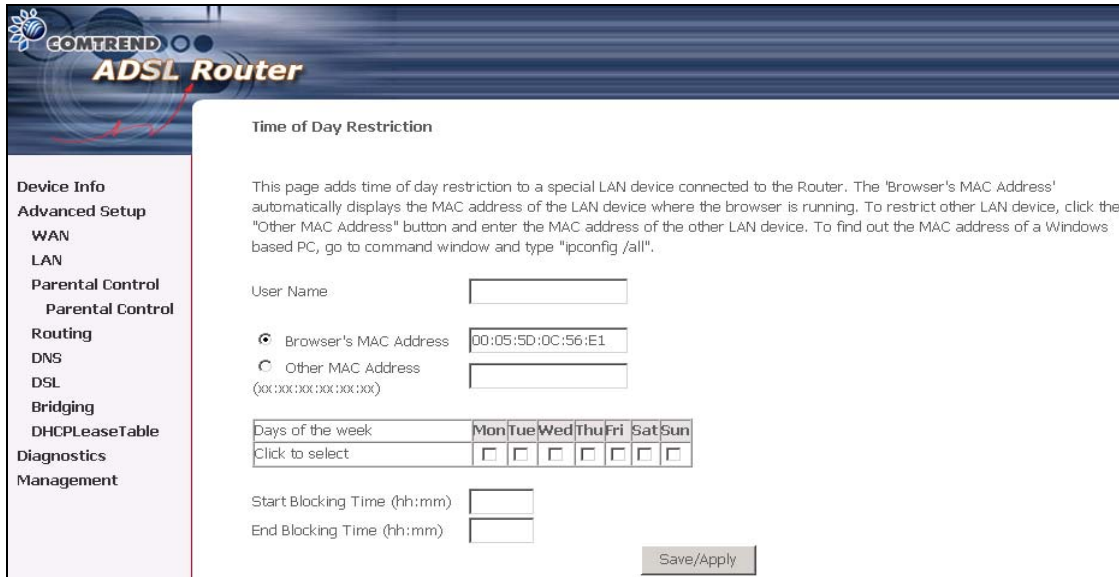 COMTREND
ADSL Router
Device Info
Advanced Setup
WAN
LAN
Parental Control
Parental Control
Routing
DNS
DSL
Bridging
DHCPLeaseTable
Diagnostics
Management
Time of Day Restriction
This page adds time of day restriction to a special LAN device connected to the Router. The 'Browser's MAC Address'
automatically displays the MAC address of the LAN device where the browser is running. To restrict other LAN device, click the
"Other MAC Address" button and enter the MAC address of the other LAN device. To find out the MAC address of a Windows
based PC, go to command window and type "ipconfig /all".
User Name
Browser's MAC Address 00:05:5D:0C:56:E1
Other MAC Address
(xx:xx:xx:xx:xx:xx)
Days of the week Mon Tue Wed Thu Fri Sat Sun
Click to select
Start Blocking Time (hh:mm)
End Blocking Time (hh:mm)
Save/Apply